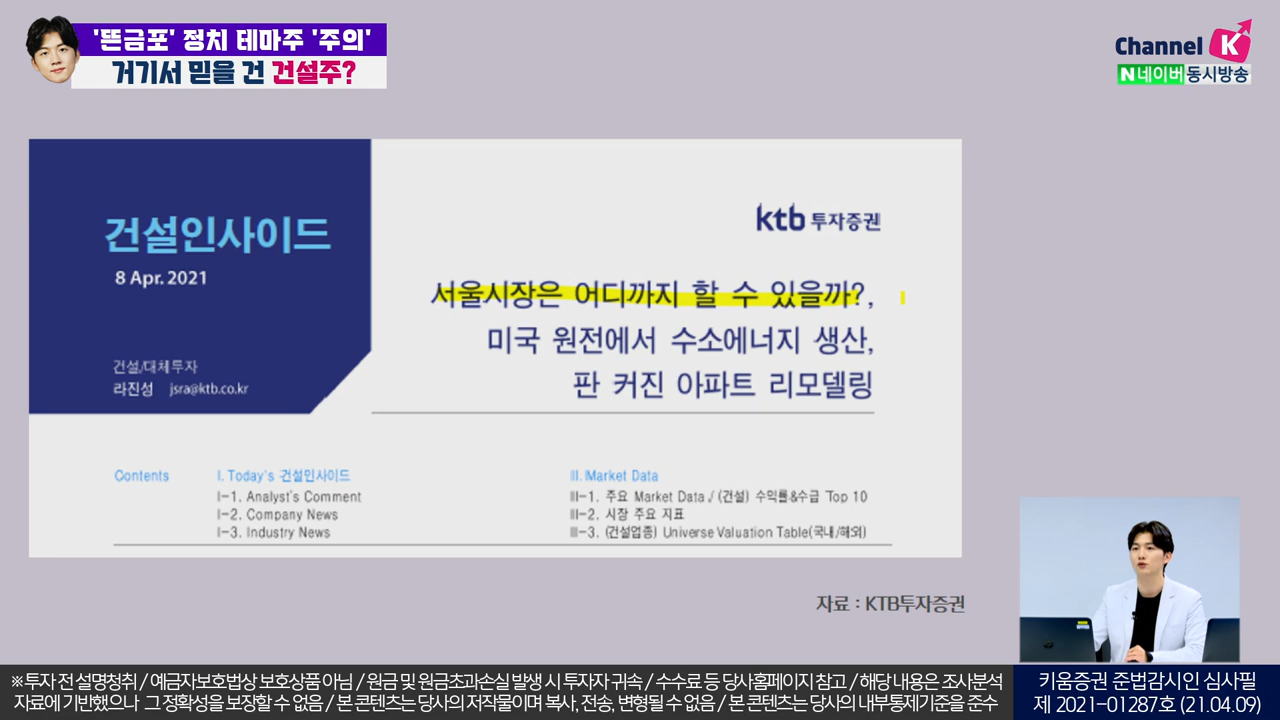 '뜬금포' 정치 테마주 '주의'
거기서 믿을 건 건설주?
Channel K
N 네이버 동시방송
건설인사이드
8 Apr. 2021
건설/대체투자
라진성 jsra@ktb.co.kr
ktb 투자증권
서울시장은 어디까지 할 수 있을까?,
미국 원전에서 수소에너지 생산,
판 커진 아파트 리모델링
Contents
I. Today's 건설인사이드
I-1. Analyst's Comment
I-2. Company News
I-3. Industry News
II. Market Data
II-1. 주요 Market Data / (건설) 수익률&수급 Top 10
II-2. 시장 주요 지표
II-3. (건설업종) Universe Valuation Table(국내/해외)
자료 : KTB투자증권
※투자 전 설명청취 / 예금자보호법상 보호상품 아님 / 원금 및 원금초과손실 발생 시 투자자 귀속 / 수수료 등 당사홈페이지 참고 / 해당 내용은 조사분석
자료에 기반했으나 그 정확성을 보장할 수 없음 / 본 콘텐츠는 당사의 저작물이며 복사, 전송, 변형될 수 없음 / 본 콘텐츠는 당사의 내부통제기준을 준수
키움증권 준법감시인 심사필
제 2021-01287호 (21.04.09)